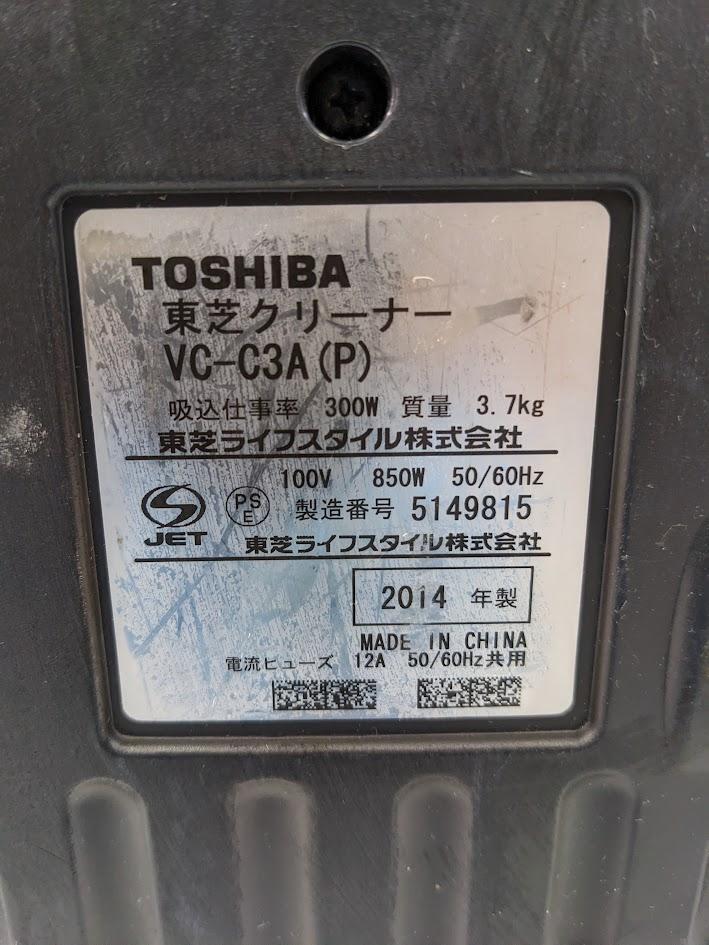 TOSHIBA
東芝クリーナー
VC-C3A(P)
吸込仕事率 300W 質量 3.7kg
東芝ライフスタイル株式会社
100V 850W 50/60Hz
JET PSE 製造番号 5149815
東芝ライフスタイル株式会社
2014 年製
MADE IN CHINA
電流ヒューズ 12A 50/60Hz共用